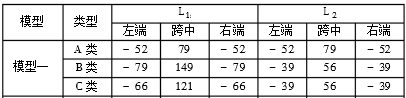 模型 类型 L1 L2
左端 跨中 右端 左端 跨中 右端
模型一 A 类 －52 79 －52 －52 79 －52
B 类 －79 149 －79 －39 56 －39
C 类 －66 121 －66 －39 56 －39